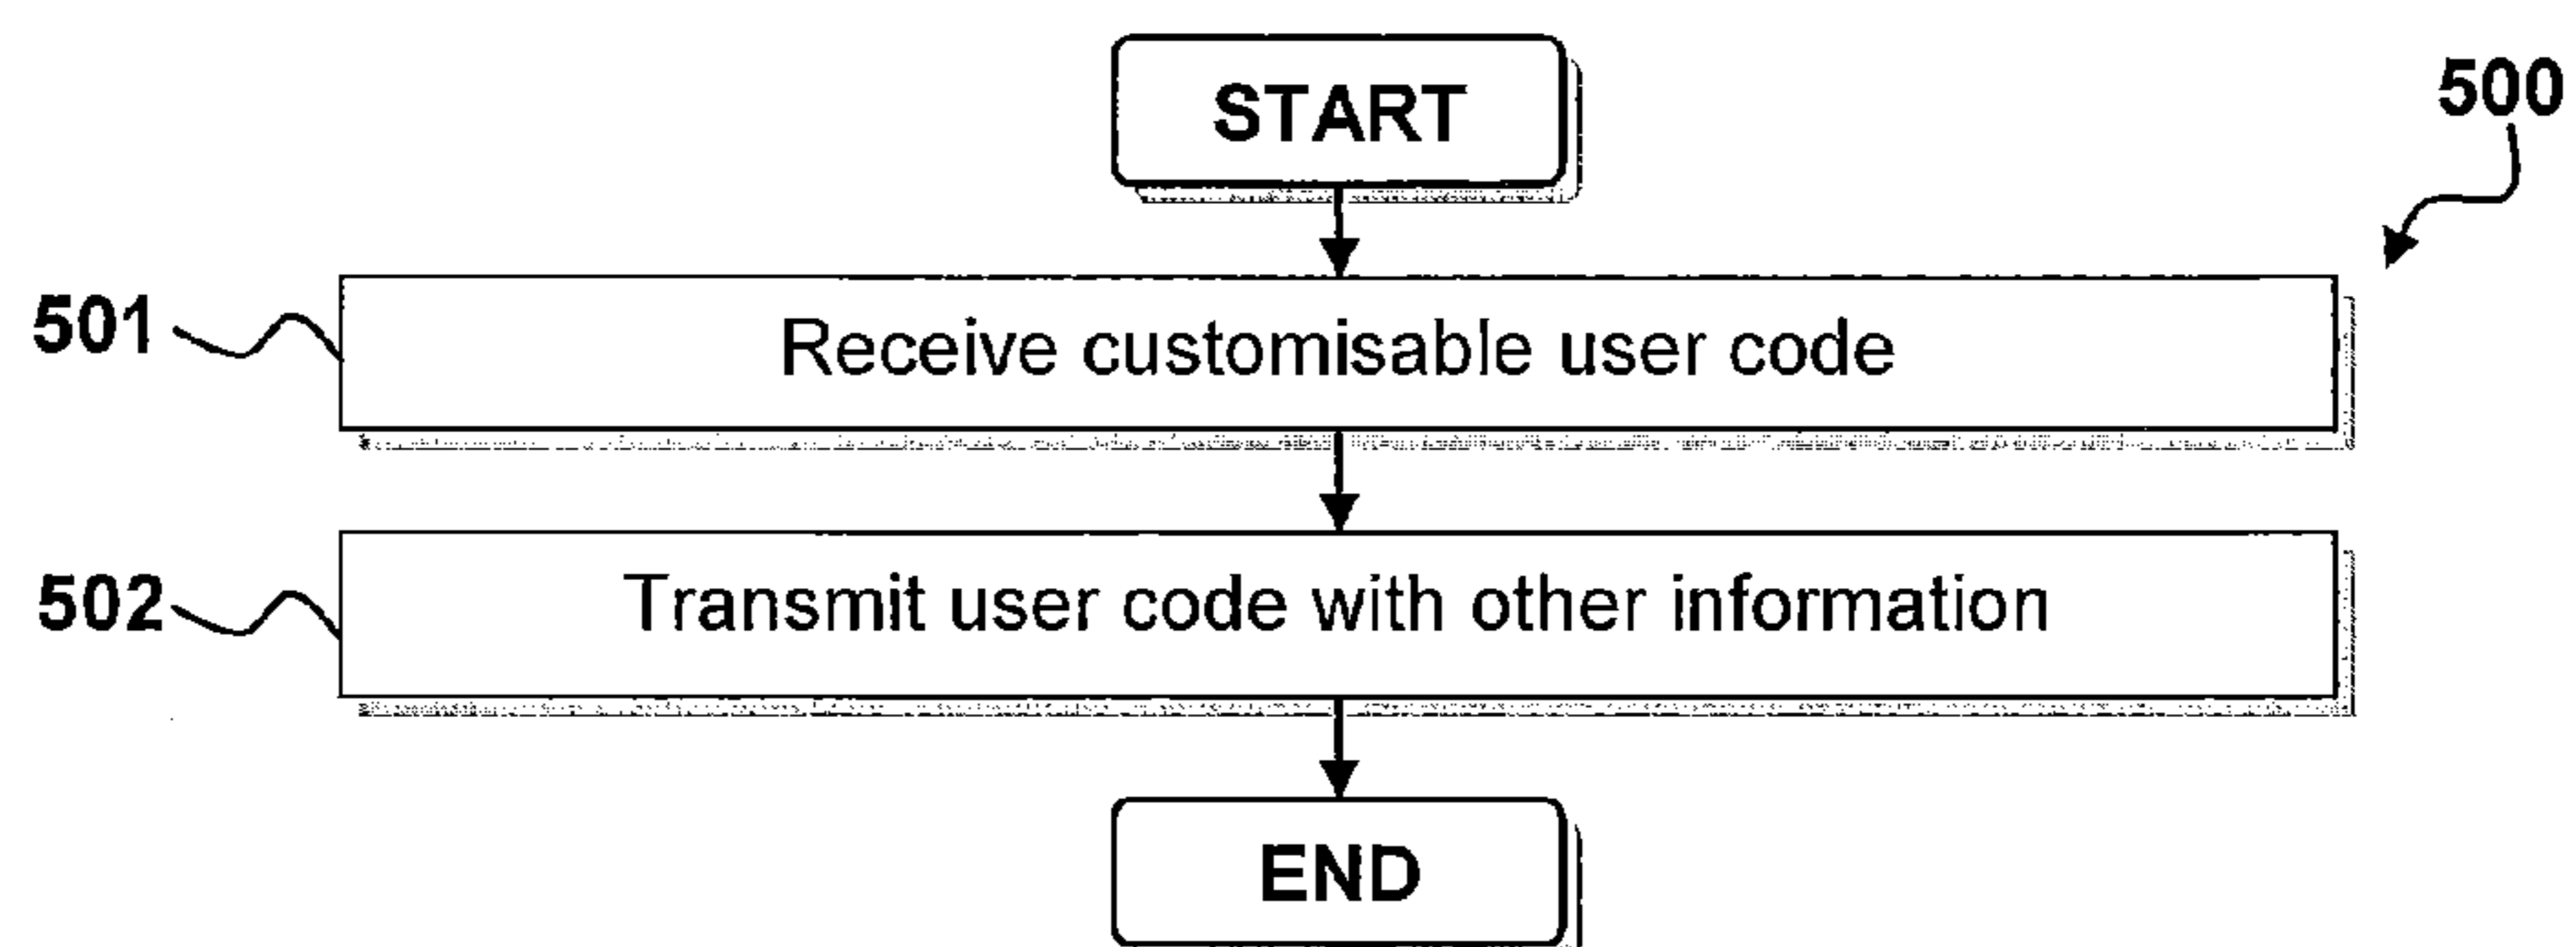 START
500
501
Receive customisable user code
502
Transmit user code with other information
END